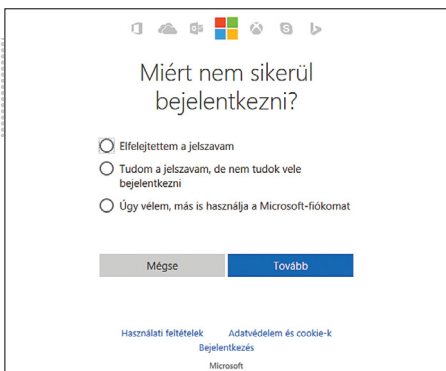 Miért nem sikerül
bejelentkezni?
Elfelejtettem a jelszavam
Tudom a jelszavam, de nem tudok vele
bejelentkezni
Úgy vélem, más is használja a Microsoft-fiókomat
Mégse Tovább
Használati feltételek Adatvédelem és cookie-k
Bejelentkezés
Microsoft